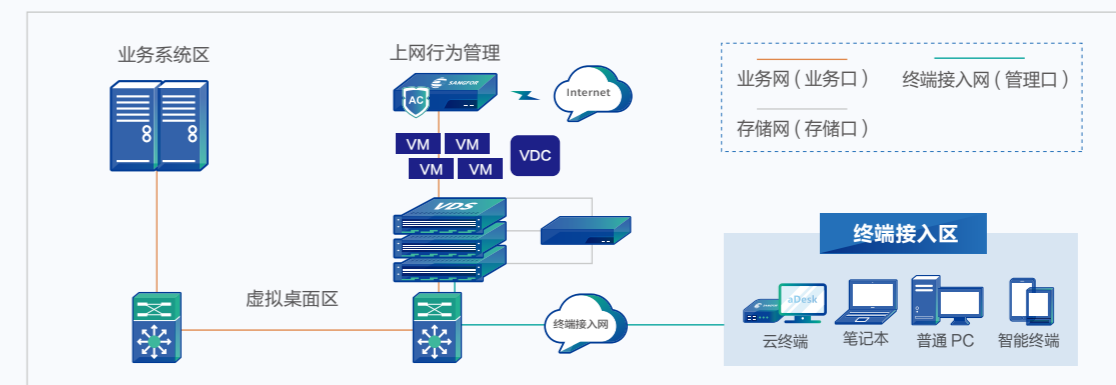 业务系统区
上网行为管理
SANGFOR
AC
Internet
业务网 ( 业务口 )
终端接入网 ( 管理口 )
存储网 ( 存储口 )
VM VM
VM VM
VDC
8 8
VDS
终端接入区
虚拟桌面区
终端接入网
SANGFOR
aDesk
云终端
笔记本
普通 PC
智能终端